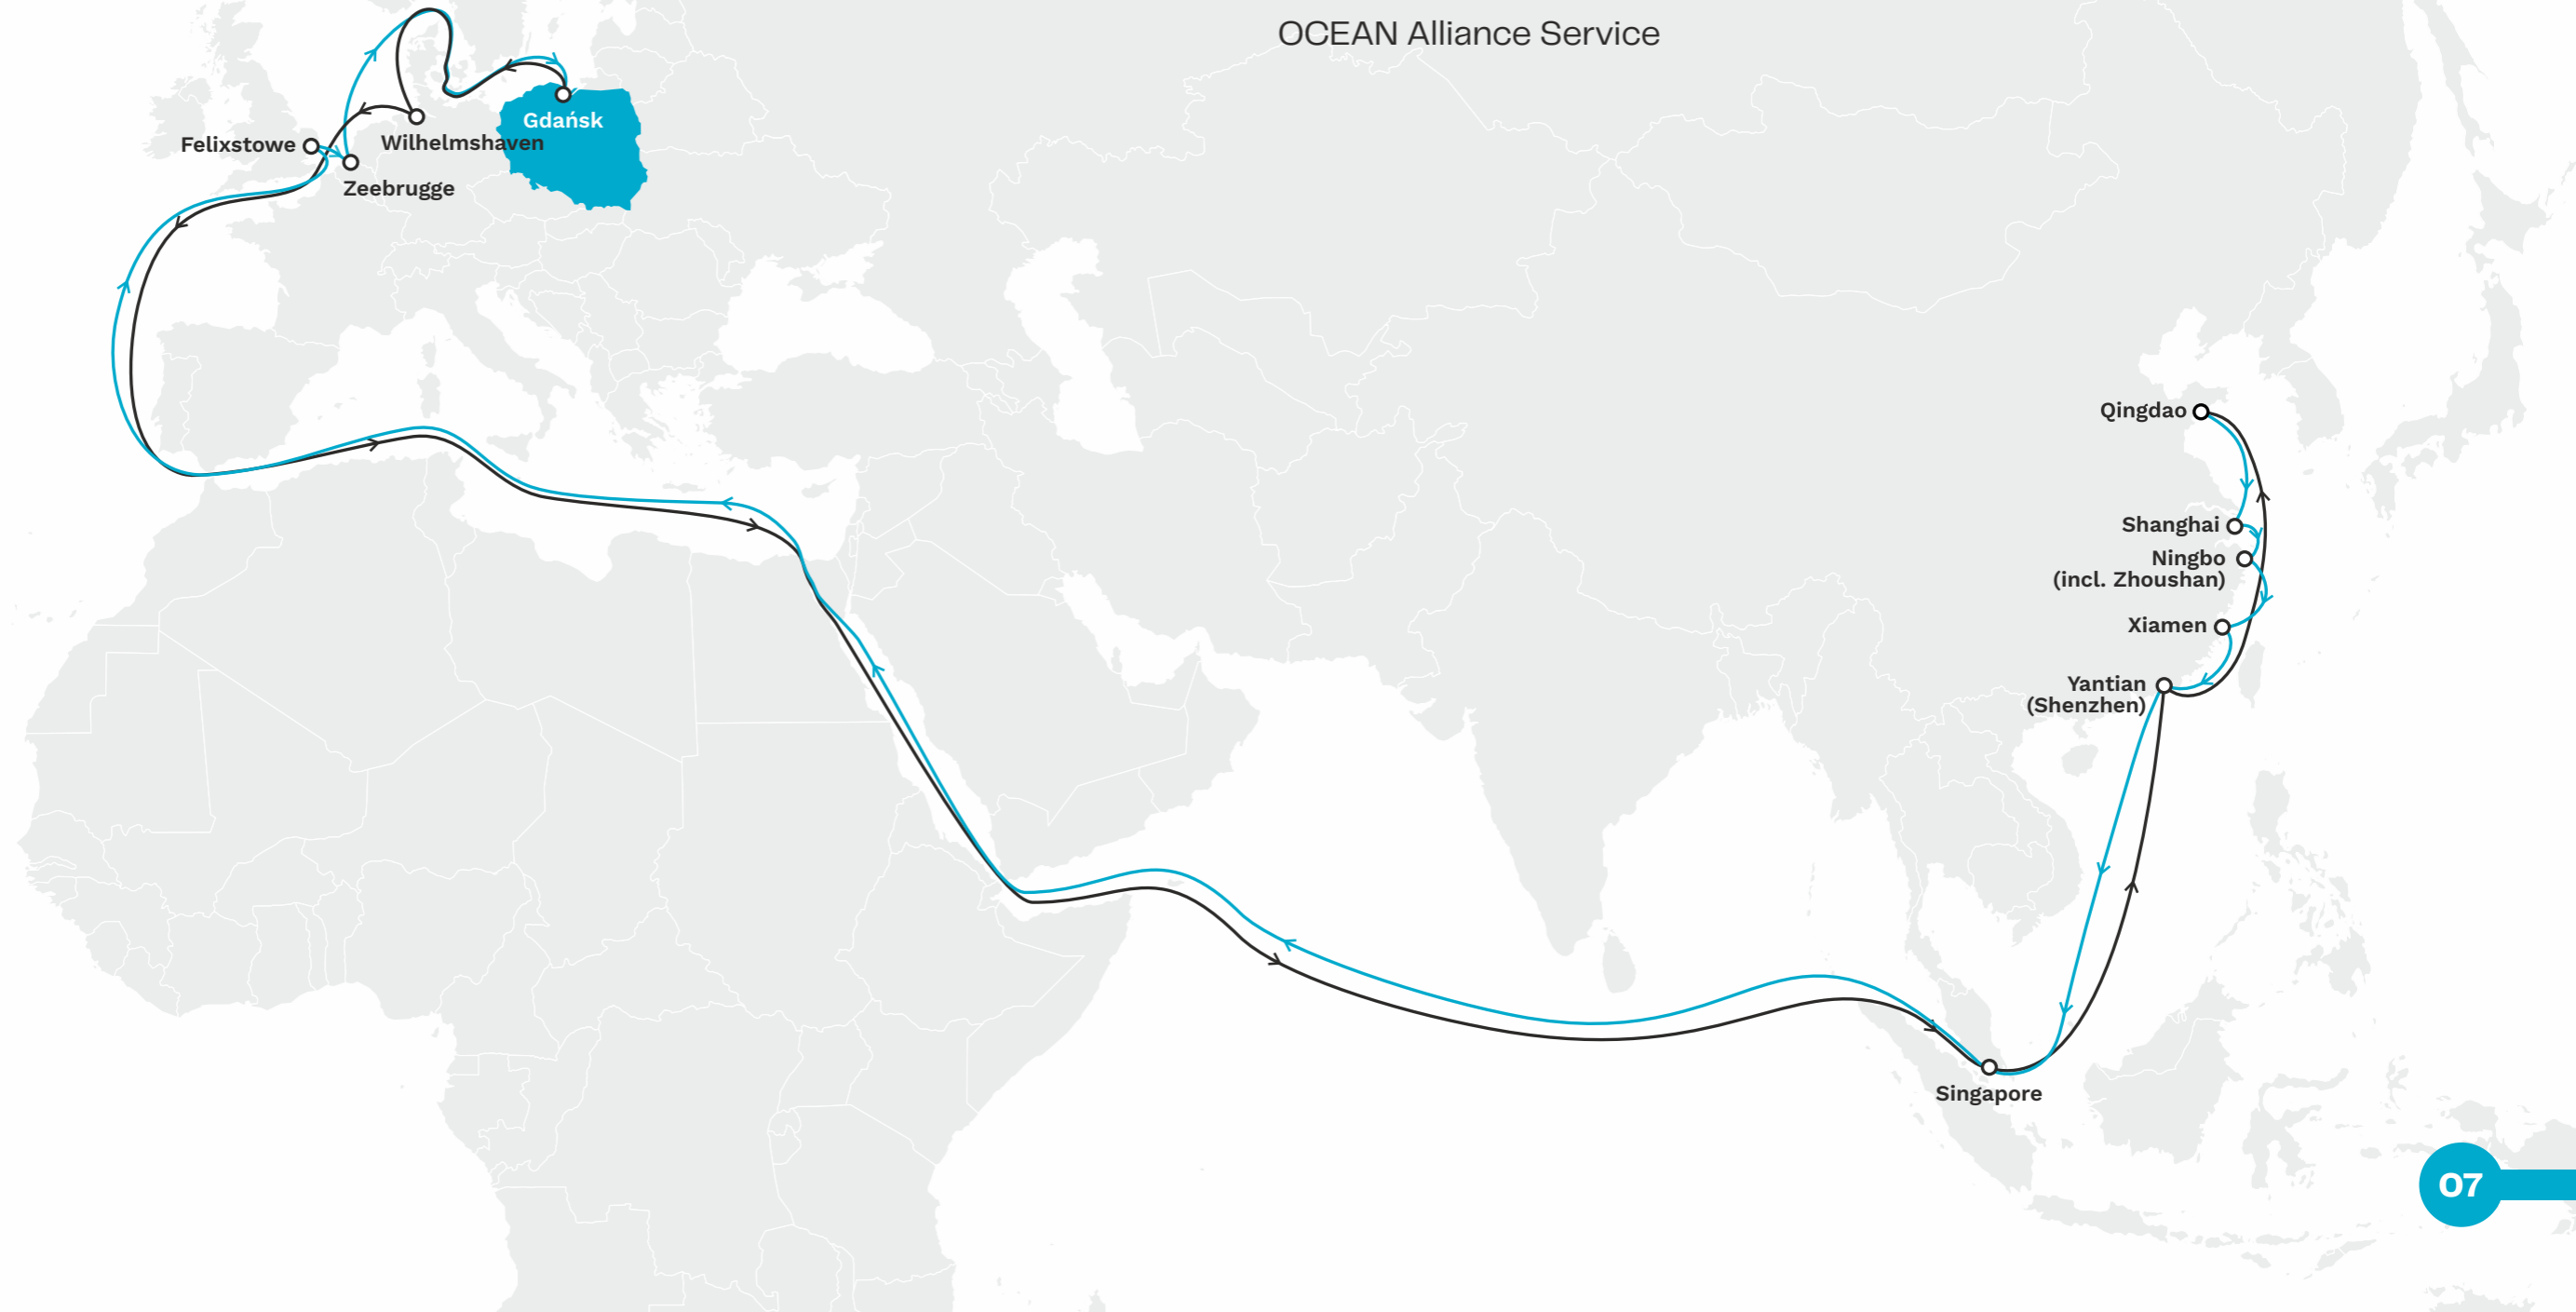 OCEAN Alliance Service
Gdańsk
Wilhelmshaven
Felixstowe
Zeebrugge
Qingdao
Shanghai
Ningbo
(incl. Zhoushan)
Xiamen
Yantian
(Shenzhen)
Singapore
07